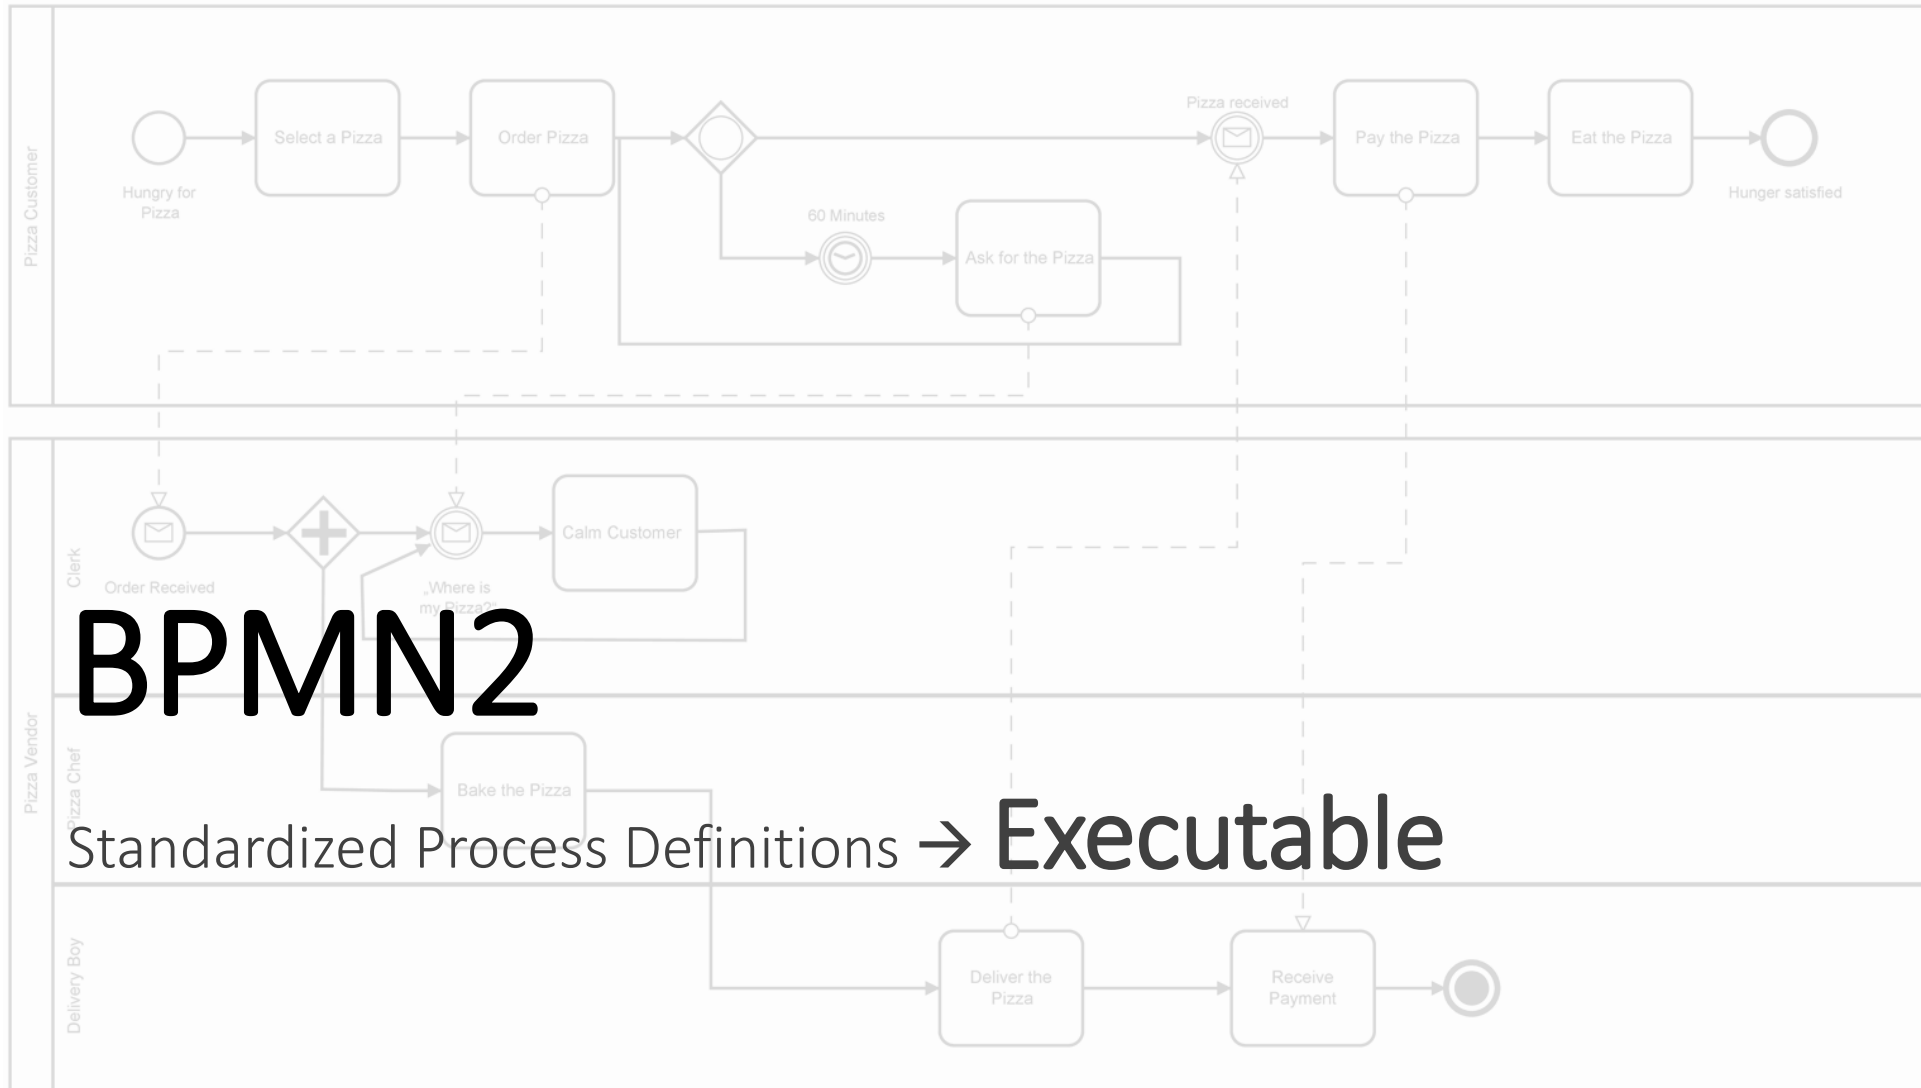 Pizza Customer
Hungry for
Pizza
Select a Pizza
Order Pizza
60 Minutes
Ask for the Pizza
Pizza received
Pay the Pizza
Eat the Pizza
Hunger satisfied
Pizza Vendor
Clerk
Order Received
„Where is
my Pizza?“
Calm Customer
BPMN2
Pizza Chef
Bake the Pizza
Standardized Process Definitions → Executable
Delivery Boy
Deliver the
Pizza
Receive
Payment